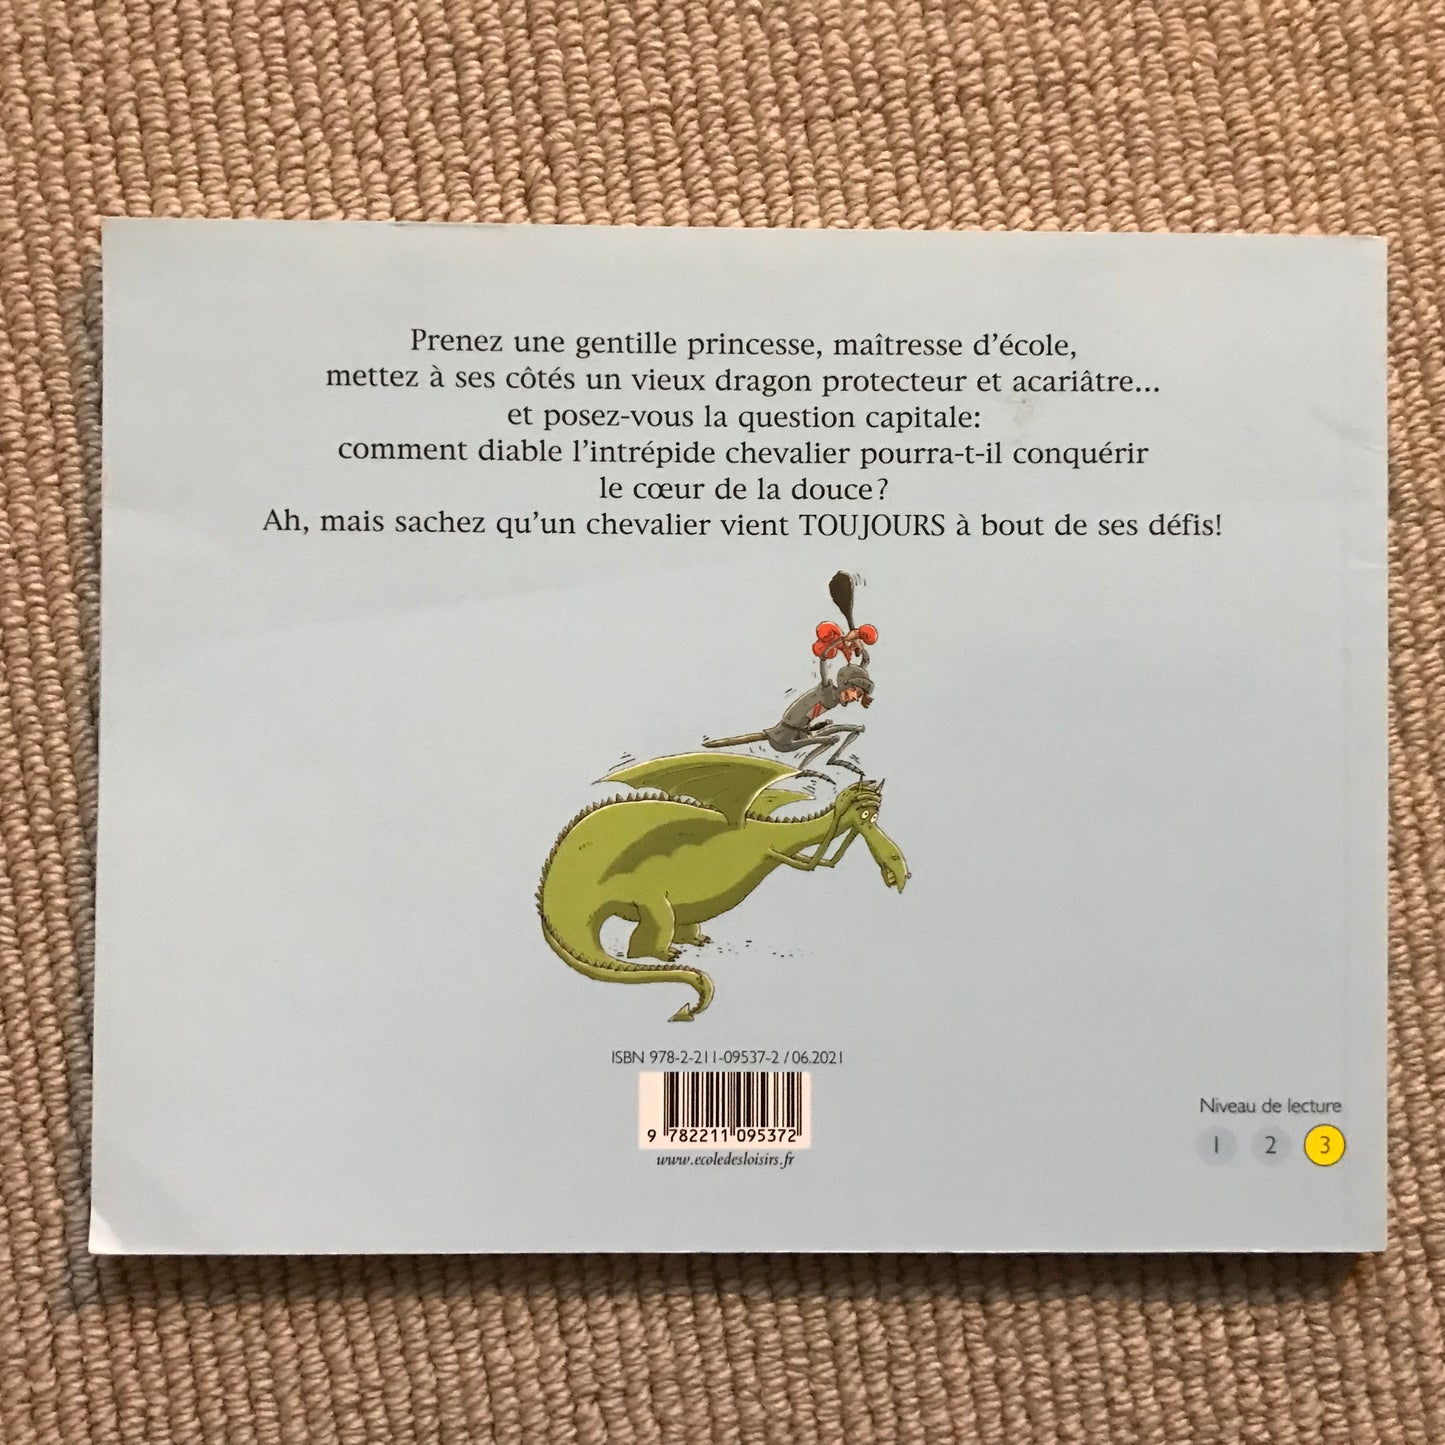 Prenez une gentille princesse, maîtresse d'école,
mettez à ses côtés un vieux dragon protecteur et acariâtre...
et posez-vous la question capitale:
comment diable l'intrépide chevalier pourra-t-il conquérir
le cœur de la douce?
Ah, mais sachez qu'un chevalier vient TOUJOURS à bout de ses défis!
ISBN 978-2-211-09537-2 / 06.2021
9 782211 095372
www.ecoledesloisirs.fr
Niveau de lecture
1 2 3